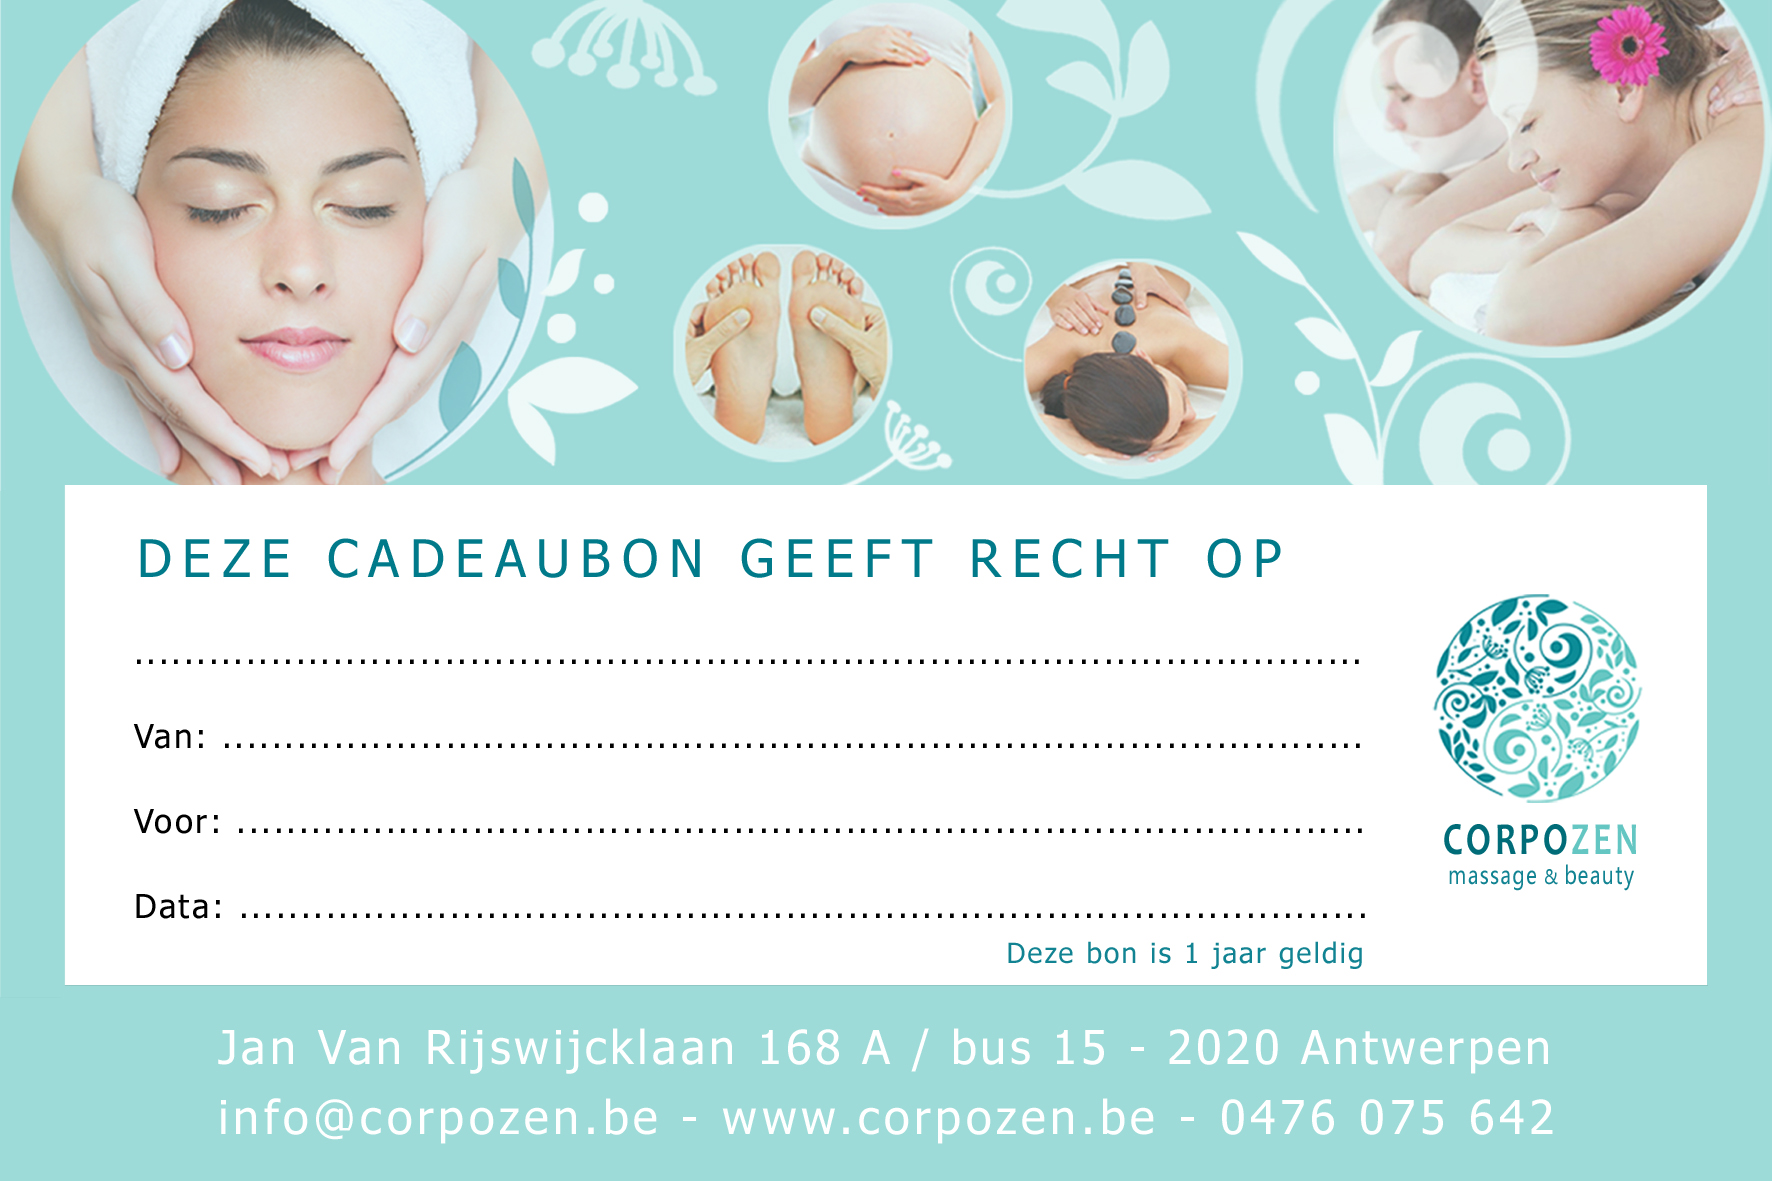 DEZE CADEAUBON GEEFT RECHT OP
....................................................................................................
Van: ............................................................................................
Voor: ...........................................................................................
Data: ...........................................................................................
Deze bon is 1 jaar geldig
CORPOZEN
massage & beauty
Jan Van Rijswijcklaan 168 A / bus 15 - 2020 Antwerpen
info@corpozen.be - www.corpozen.be - 0476 075 642